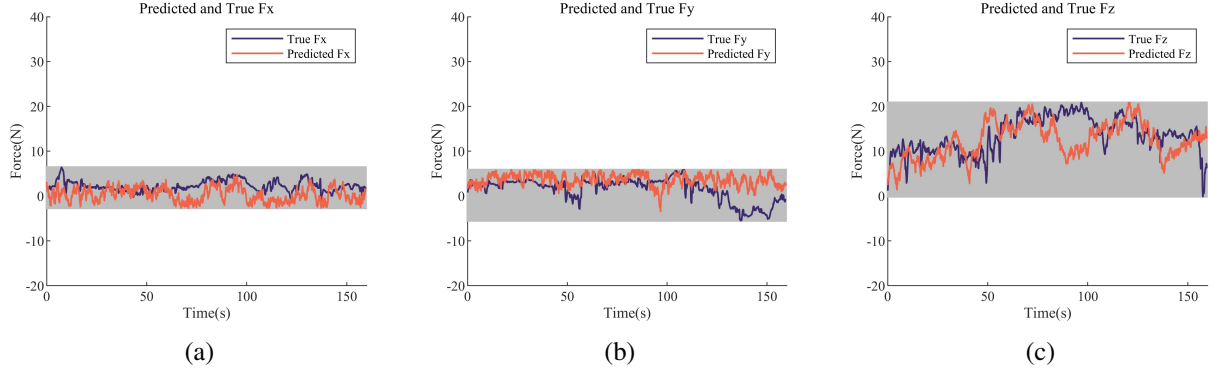 Predicted and True Fx
40
30
20
10
0
-10
-20
Force(N)
True Fx
Predicted Fx
0
50
100
150
Time(s)
(a)
Predicted and True Fy
40
30
20
10
0
-10
-20
Force(N)
True Fy
Predicted Fy
0
50
100
150
Time(s)
(b)
Predicted and True Fz
40
30
20
10
0
-10
-20
Force(N)
True Fz
Predicted Fz
0
50
100
150
Time(s)
(c)